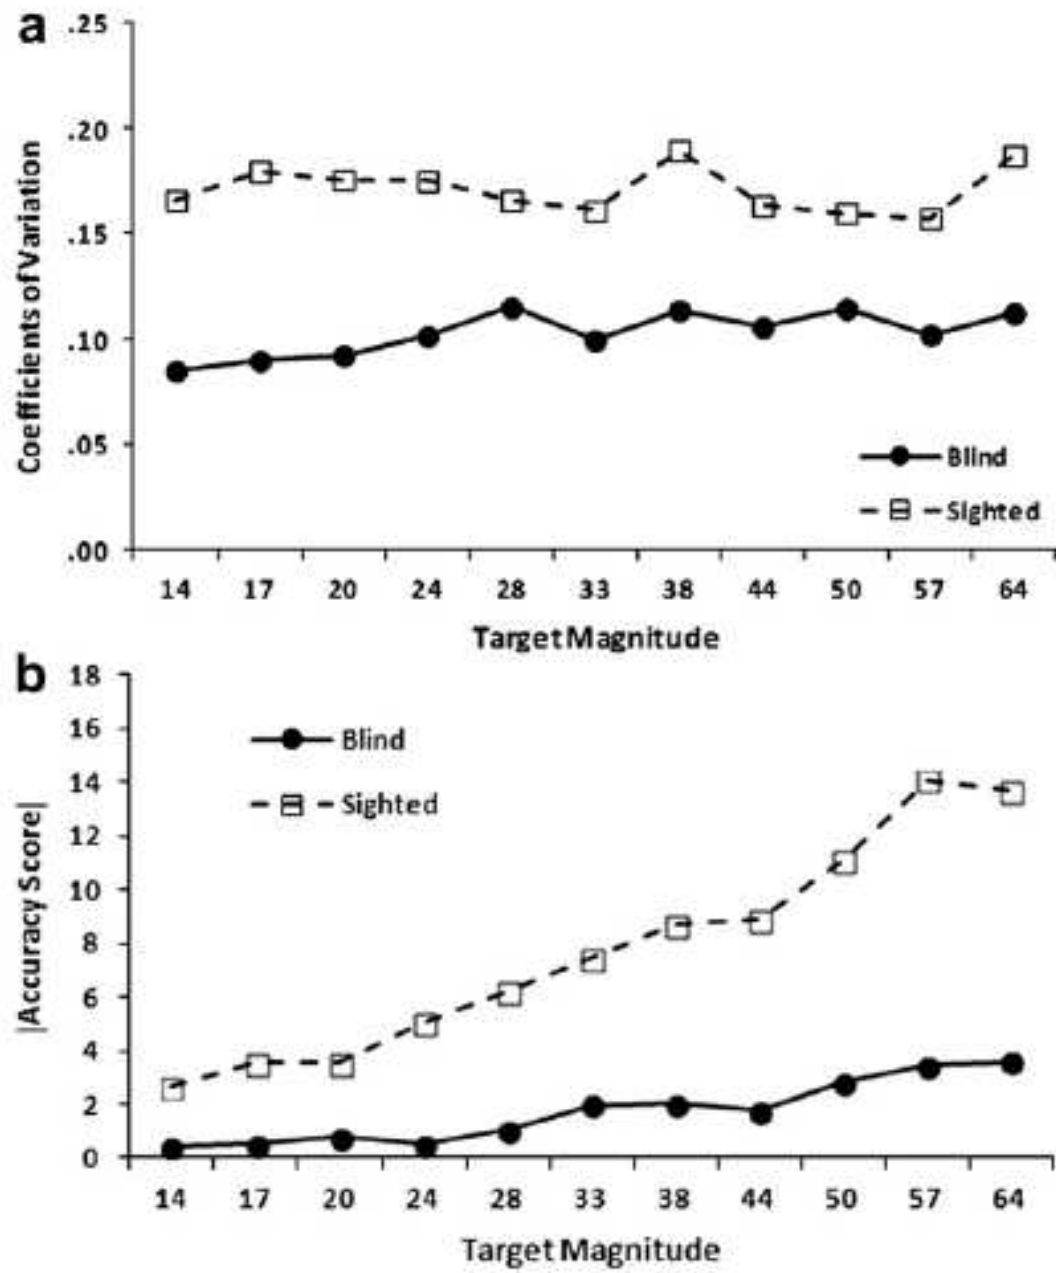 a
.25
.20
.15
.10
.05
.00
Coefficients of Variation
Blind
Sighted
14 17 20 24 28 33 38 44 50 57 64
Target Magnitude
b
18
16
14
12
10
8
6
4
2
0
|Accuracy Score|
Blind
Sighted
14 17 20 24 28 33 38 44 50 57 64
Target Magnitude